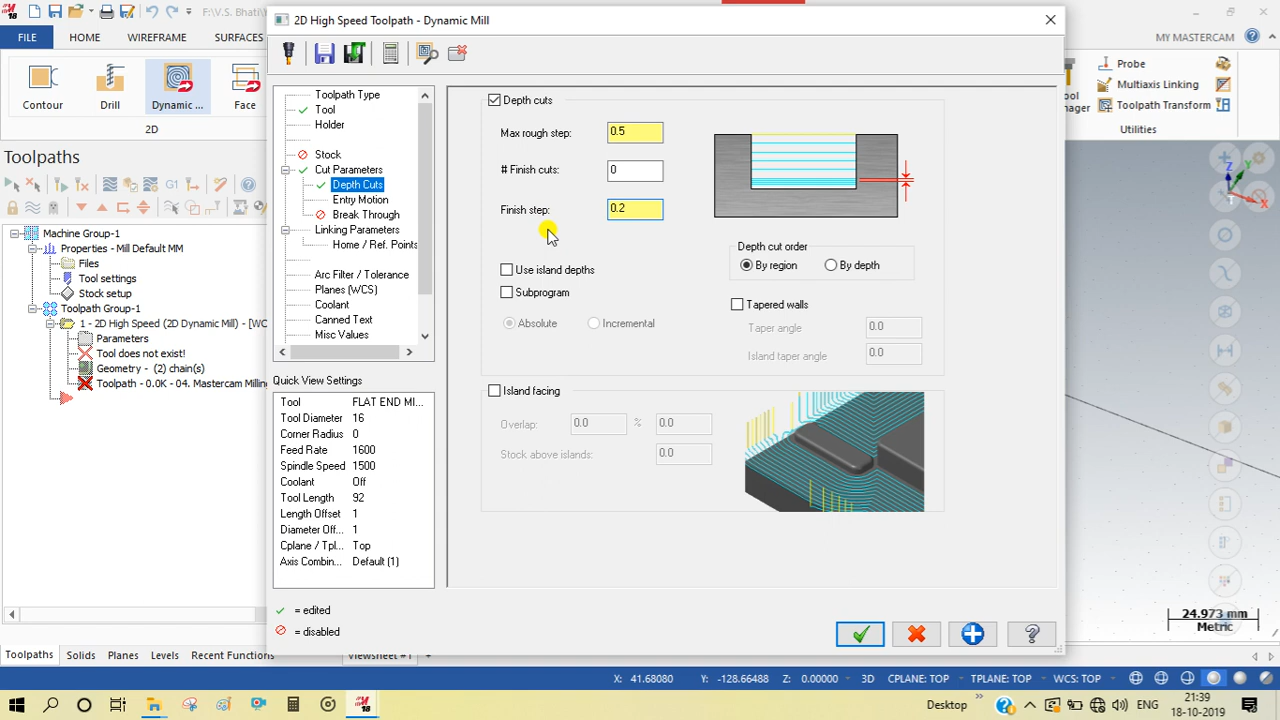 18
F:\V.S. Bhati
2D High Speed Toolpath - Dynamic Mill
FILE
HOME
WIREFRAME
SURFACES
MY MASTERCAM
Contour
Drill
Dynamic ...
Face
2D
Probe
Multiaxis Linking
Toolpath Transform
Utilities
Toolpaths
G1
Machine Group-1
Properties - Mill Default MM
Files
Tool settings
Stock setup
Toolpath Group-1
1 - 2D High Speed (2D Dynamic Mill) - [WC
Parameters
Tool does not exist!
Geometry - (2) chain(s)
Toolpath - 0.0K - 04. Mastercam Milling
Toolpath Type
Tool
Holder
Stock
Cut Parameters
Depth Cuts
Entry Motion
Break Through
Linking Parameters
Home / Ref. Points
Arc Filter / Tolerance
Planes (WCS)
Coolant
Canned Text
Misc Values
Quick View Settings
Tool FLAT END MI...
Tool Diameter 16
Corner Radius 0
Feed Rate 1600
Spindle Speed 1500
Coolant Off
Tool Length 92
Length Offset 1
Diameter Off... 1
Cplane / Tpl... Top
Axis Combin... Default (1)
= edited
= disabled
Depth cuts
Max rough step: 0.5
# Finish cuts: 0
Finish step: 0.2
Use island depths
Subprogram
Absolute
Incremental
Depth cut order
By region
By depth
Tapered walls
Taper angle 0.0
Island taper angle 0.0
Island facing
Overlap: 0.0 % 0.0
Stock above islands: 0.0
Y
Z
X
24.973 mm
Metric
Toolpaths
Solids
Planes
Levels
Recent Functions
Viewsheet #1
X: 41.68080
Y: -128.66488
Z: 0.00000
3D
CPLANE: TOP
TPLANE: TOP
WCS: TOP
Desktop
ENG
21:39
18-10-2019